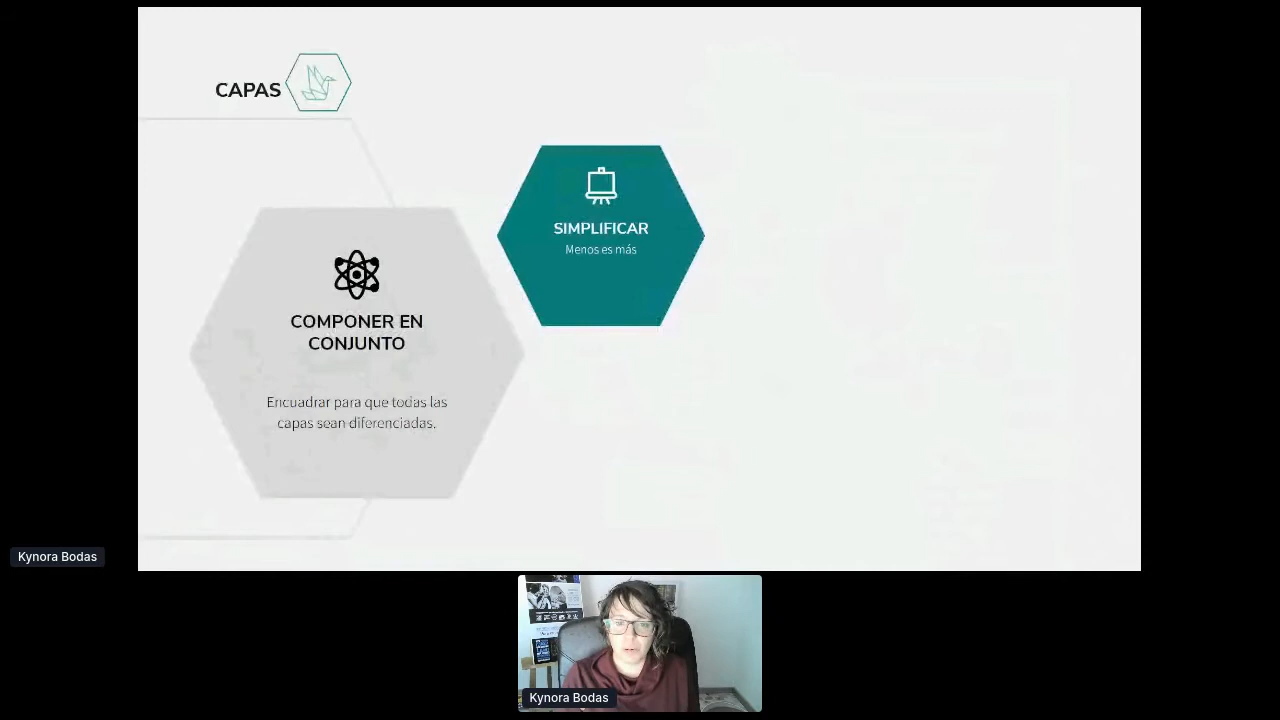 CAPAS
SIMPLIFICAR
Menos es más
COMPONER EN
CONJUNTO
Encuadrar para que todas las
capas sean diferenciadas.
Kynora Bodas
Kynora Bodas